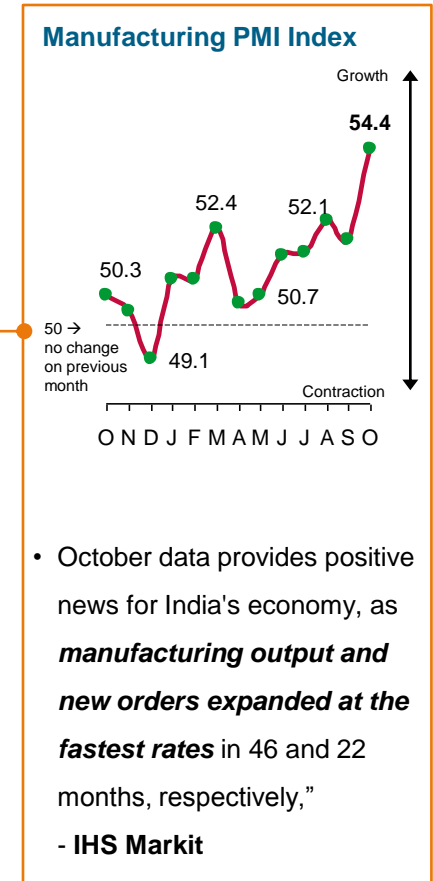 Manufacturing PMI Index
Growth
54.4
52.4
52.1
50.3
50.7
50 →
no change
on previous
month
49.1
Contraction
O N D J F M A M J J A S O
• October data provides positive
news for India's economy, as
manufacturing output and
new orders expanded at the
fastest rates in 46 and 22
months, respectively,”
- IHS Markit